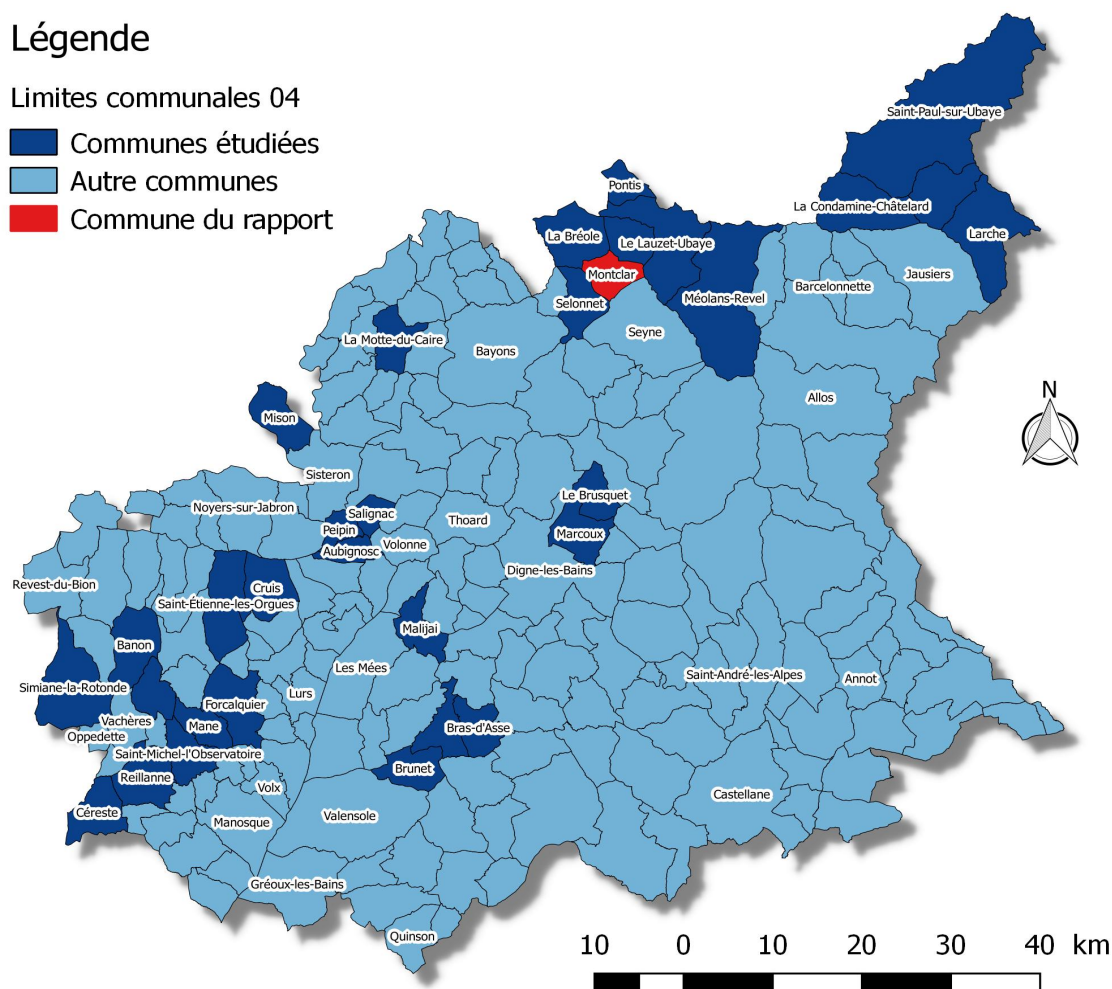 Légende
Limites communales 04
Communes étudiées
Autre communes
Commune du rapport
Saint-Paul-sur-Ubaye
Pontis
La Condamine-Châtelard
La Bréole
Le Lauzet-Ubaye
Larche
Montclar
Jausiers
Barcelonnette
Selonnet
Méolans-Revel
Seyne
La Motte-du-Caire
Bayons
Allos
Mison
N
Sisteron
Le Brusquet
Noyers-sur-Jabron
Salignac
Thoard
Peipin
Marcoux
Aubignosc
Volonne
Digne-les-Bains
Revest-du-Bion
Cruis
Saint-Étienne-les-Orgues
Malijai
Banon
Les Mées
Saint-André-les-Alpes
Annot
Simiane-la-Rotonde
Lurs
Forcalquier
Vachères
Mane
Bras-d'Asse
Oppedette
Saint-Michel-l'Observatoire
Brunet
Reillanne
Volx
Castellane
Céreste
Manosque
Valensole
Gréoux-les-Bains
Quinson
10 0 10 20 30 40 km